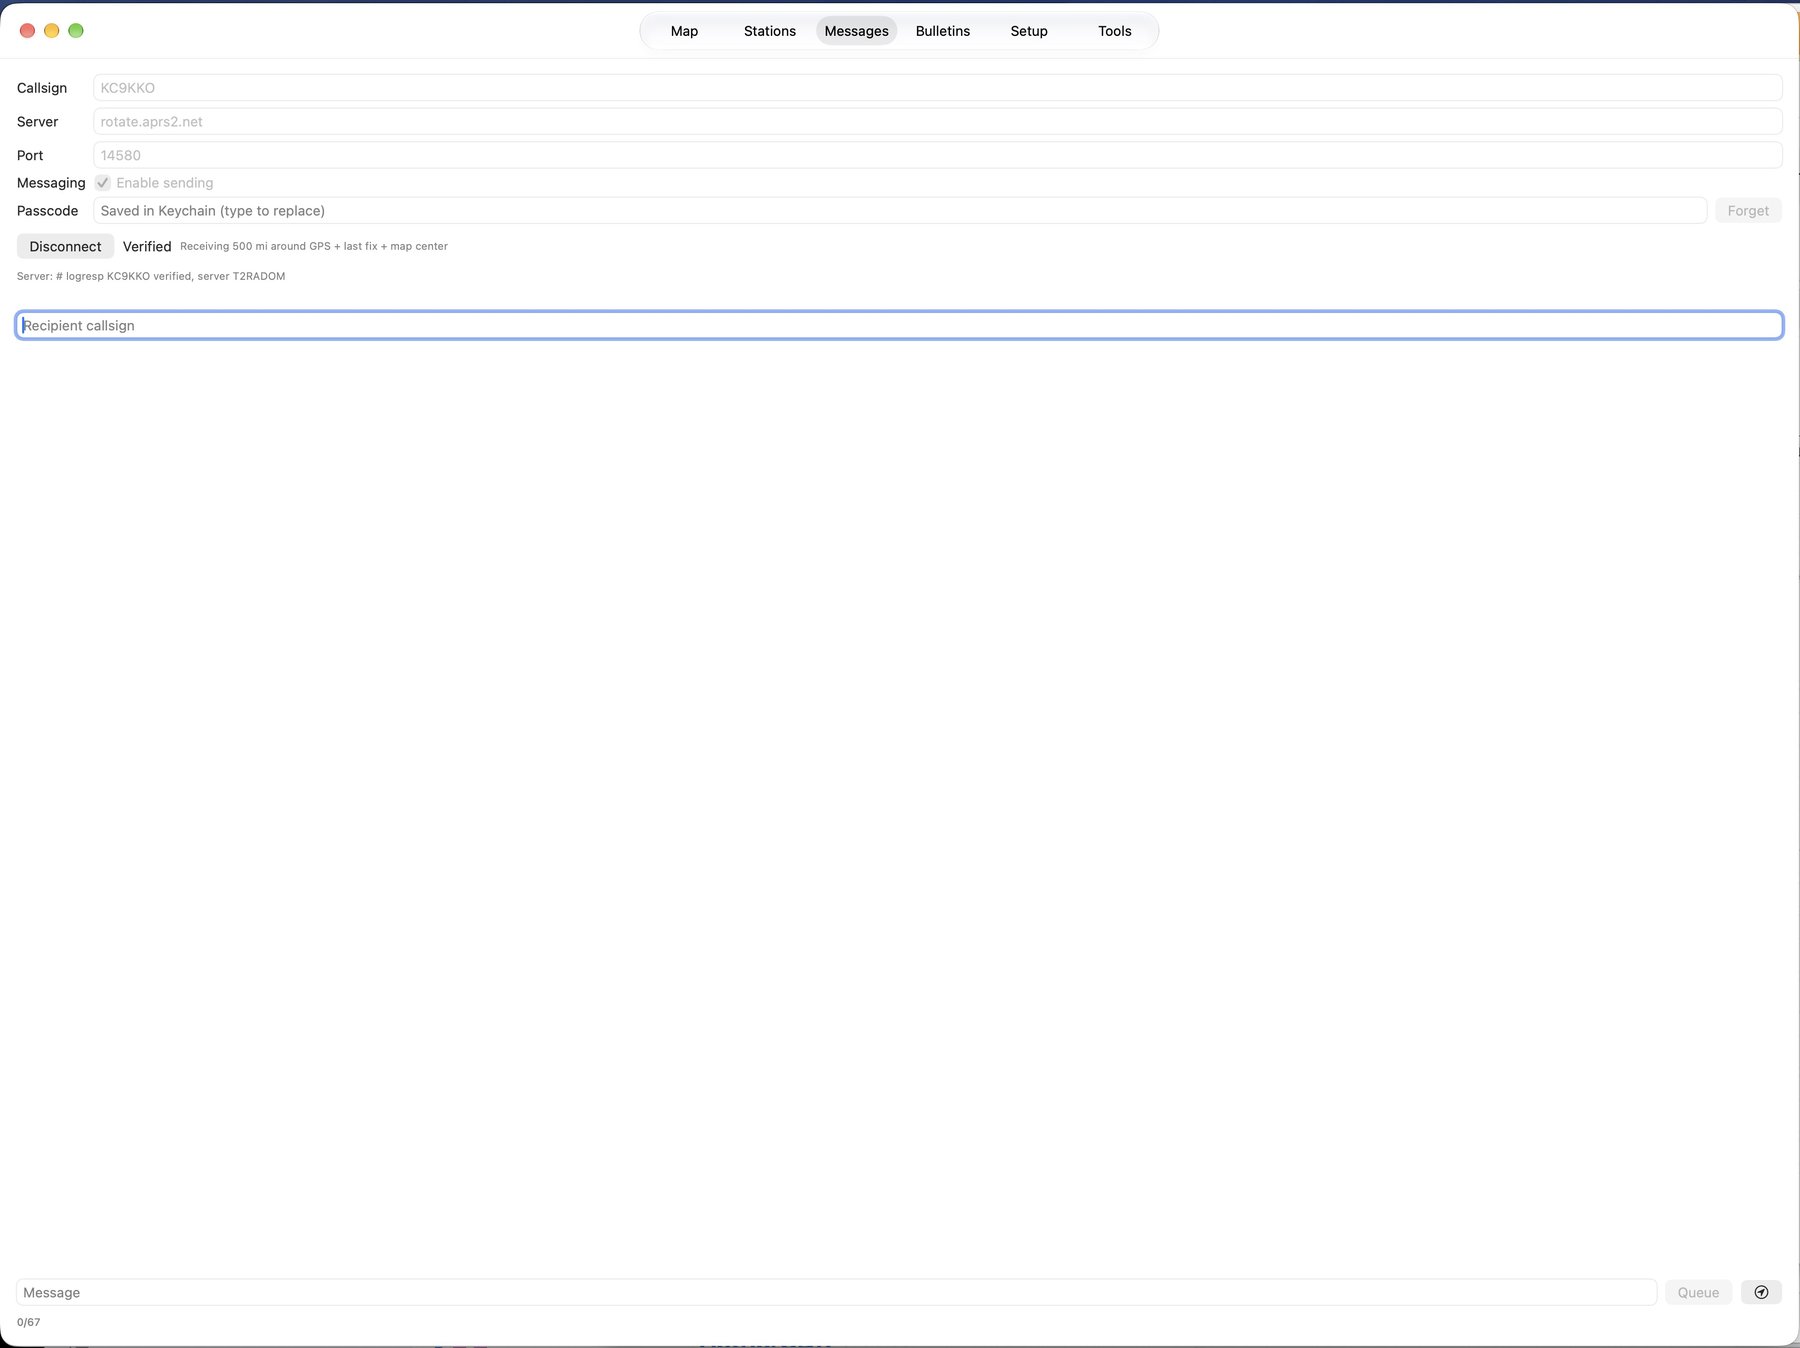 Map Stations Messages Bulletins Setup Tools
Callsign KC9KKO
Server rotate.aprs2.net
Port 14580
Messaging Enable sending
Passcode Saved in Keychain (type to replace) Forget
Disconnect Verified Receiving 500 mi around GPS + last fix + map center
Server: # logresp KC9KKO verified, server T2RADOM
Recipient callsign
Message Queue
0/67